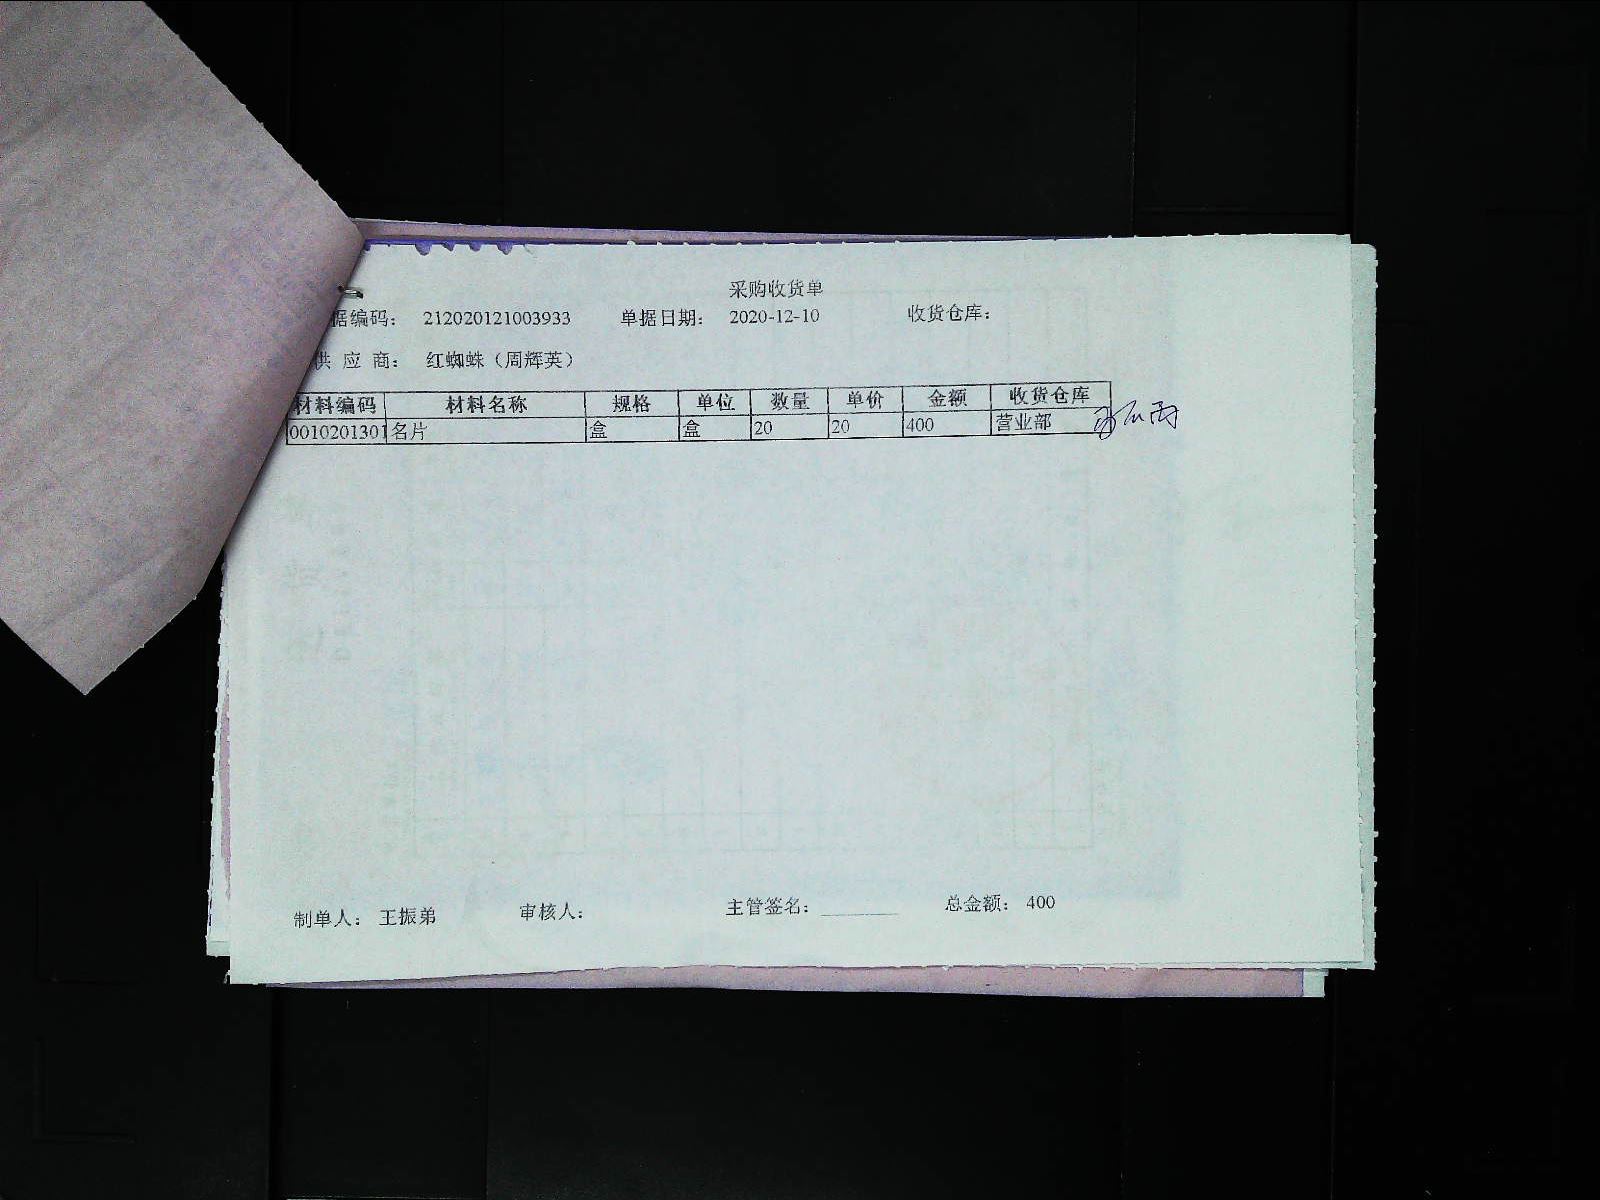 采购收货单
据编码： 212020121003933 单据日期： 2020-12-10 收货仓库：
供 应 商： 红蜘蛛（周辉英）
材料编码 材料名称 规格 单位 数量 单价 金额 收货仓库
0010201301 名片 盒 盒 20 20 400 营业部
制单人： 王振弟 审核人： 主管签名： 总金额： 400